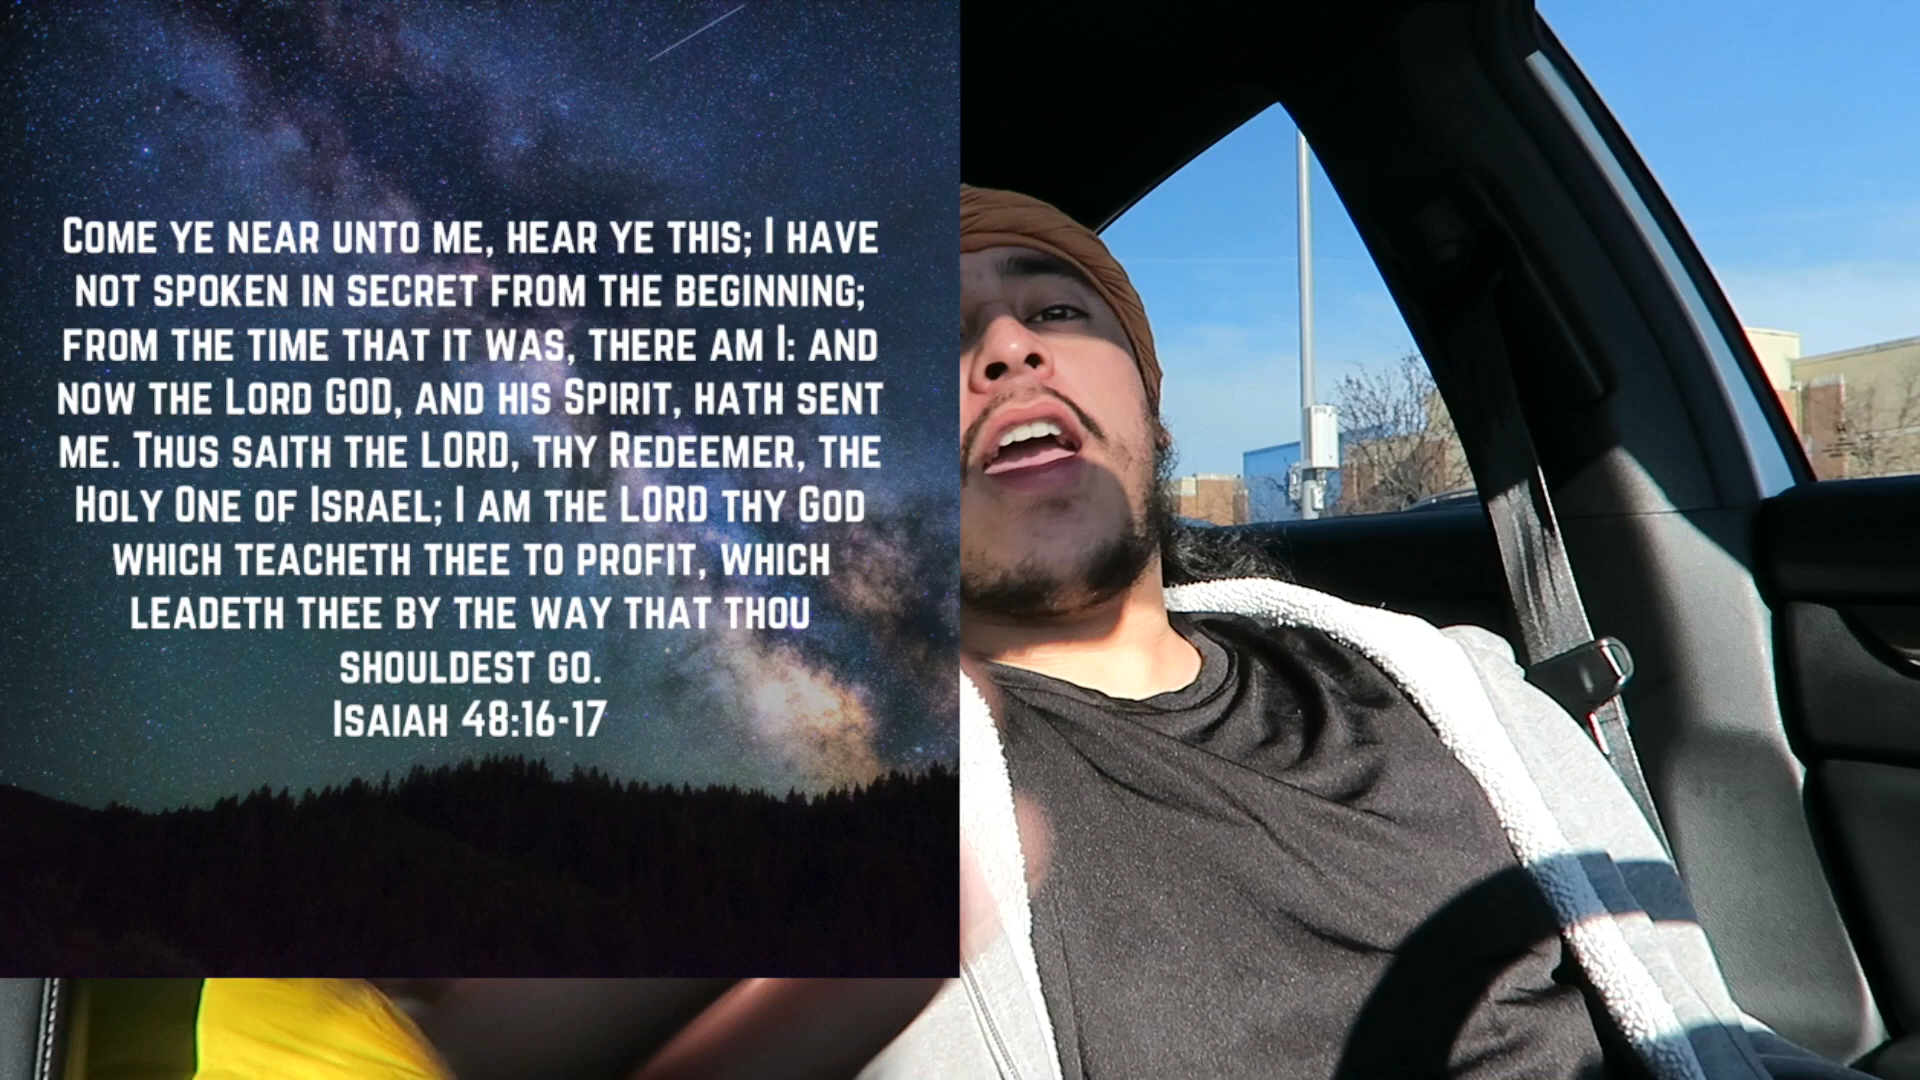 Come ye near unto me, hear ye this; I have
not spoken in secret from the beginning;
from the time that it was, there am I: and
now the Lord GOD, and his Spirit, hath sent
me. Thus saith the LORD, thy Redeemer, the
Holy One of Israel; I am the LORD thy God
which teacheth thee to profit, which
leadeth thee by the way that thou
shouldest go.
Isaiah 48:16-17